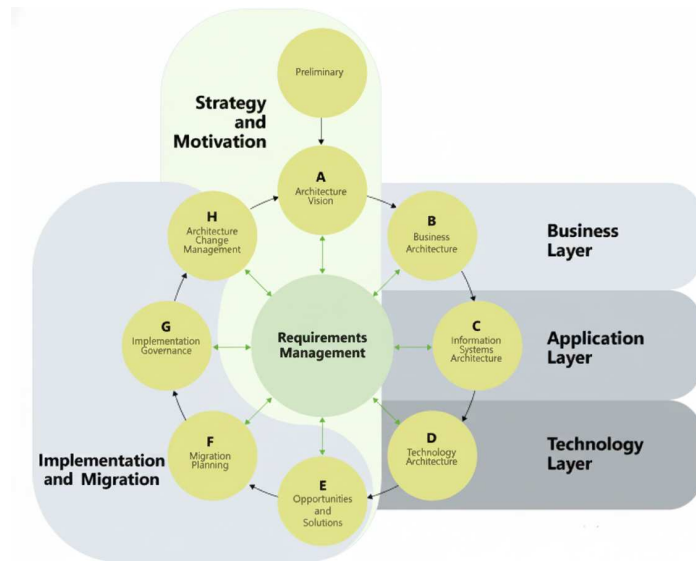 Preliminary
Strategy
and
Motivation
A
Architecture
Vision
H
Architecture
Change
Management
B
Business
Architecture
Business
Layer
G
Implementation
Governance
Requirements
Management
C
Information
Systems
Architecture
Application
Layer
F
Migration
Planning
D
Technology
Architecture
Technology
Layer
Implementation
and Migration
E
Opportunities
and
Solutions